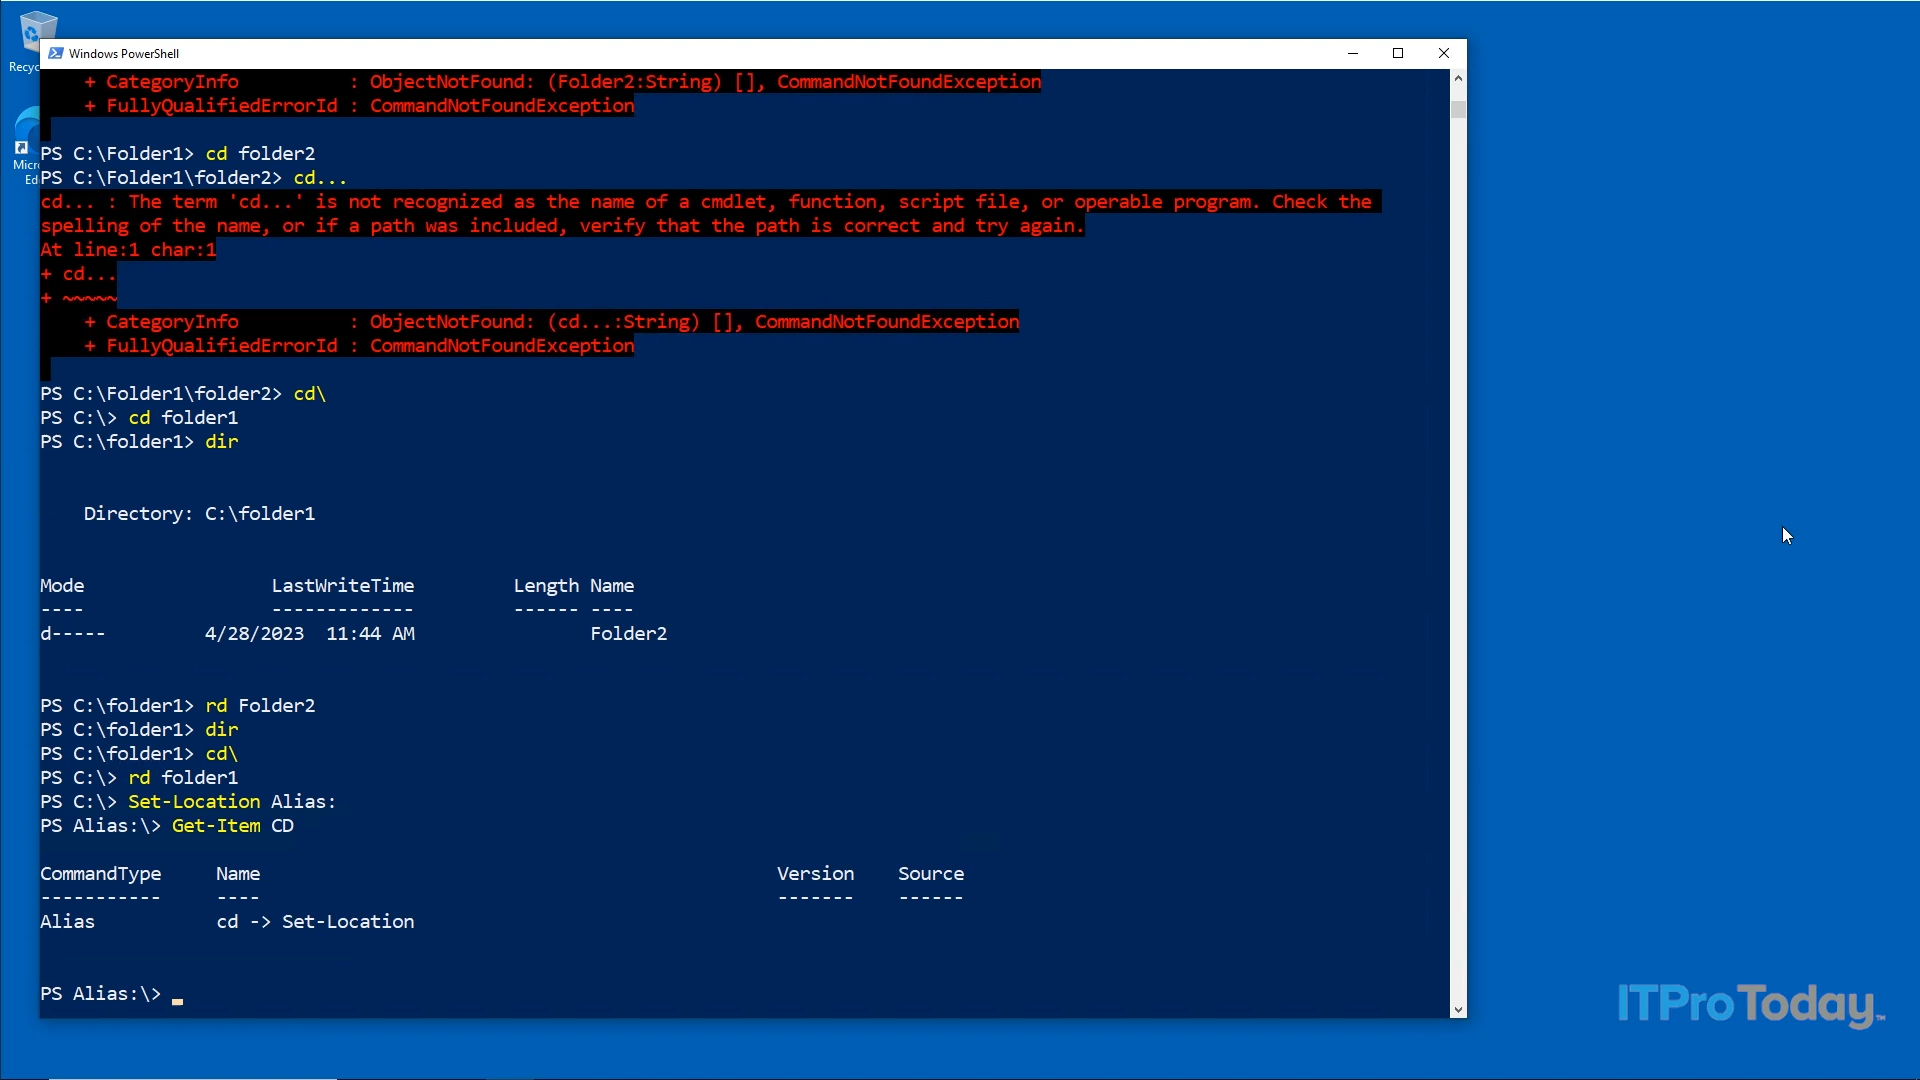 Recyc
Micro
Ed
Windows PowerShell
+ CategoryInfo          : ObjectNotFound: (Folder2:String) [], CommandNotFoundException
+ FullyQualifiedErrorId : CommandNotFoundException
PS C:\Folder1> cd folder2
PS C:\Folder1\folder2> cd...
cd... : The term 'cd...' is not recognized as the name of a cmdlet, function, script file, or operable program. Check the
spelling of the name, or if a path was included, verify that the path is correct and try again.
At line:1 char:1
+ cd...
+ ~~~~~
+ CategoryInfo          : ObjectNotFound: (cd...:String) [], CommandNotFoundException
+ FullyQualifiedErrorId : CommandNotFoundException
PS C:\Folder1\folder2> cd\
PS C:\> cd folder1
PS C:\folder1> dir
Directory: C:\folder1
Mode                 LastWriteTime         Length Name
----                 -------------         ------ ----
d-----         4/28/2023  11:44 AM                Folder2
PS C:\folder1> rd Folder2
PS C:\folder1> dir
PS C:\folder1> cd\
PS C:\> rd folder1
PS C:\> Set-Location Alias:
PS Alias:\> Get-Item CD
CommandType     Name                                               Version    Source
-----------     ----                                               -------    ------
Alias           cd -> Set-Location
PS Alias:\>
ITProToday™